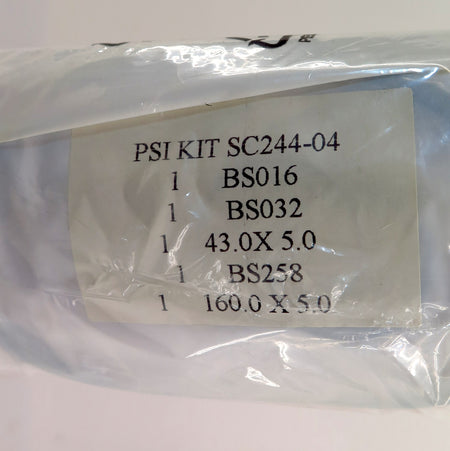 PSI KIT SC244-04
1 BS016
1 BS032
1 43.0X 5.0
1 BS258
1 160.0 X 5.0